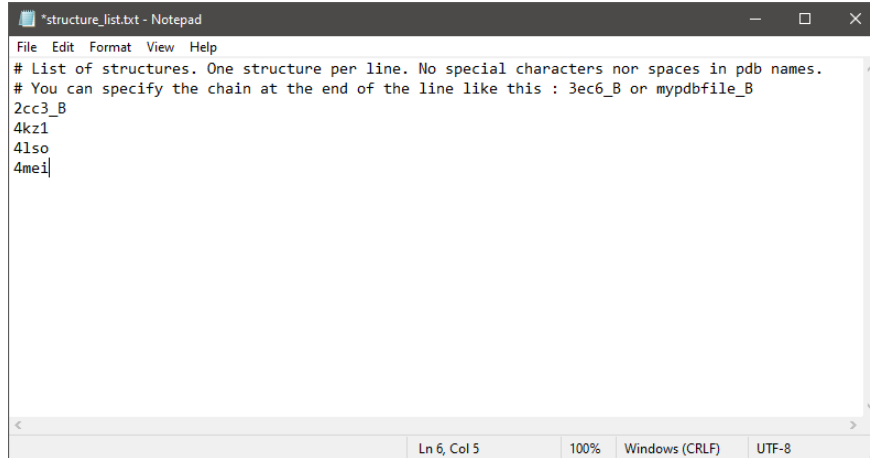 *structure_list.txt - Notepad
File Edit Format View Help
# List of structures. One structure per line. No special characters nor spaces in pdb names.
# You can specify the chain at the end of the line like this : 3ec6_B or mypdbfile_B
2cc3_B
4kz1
4lso
4mei
Ln 6, Col 5 100% Windows (CRLF) UTF-8